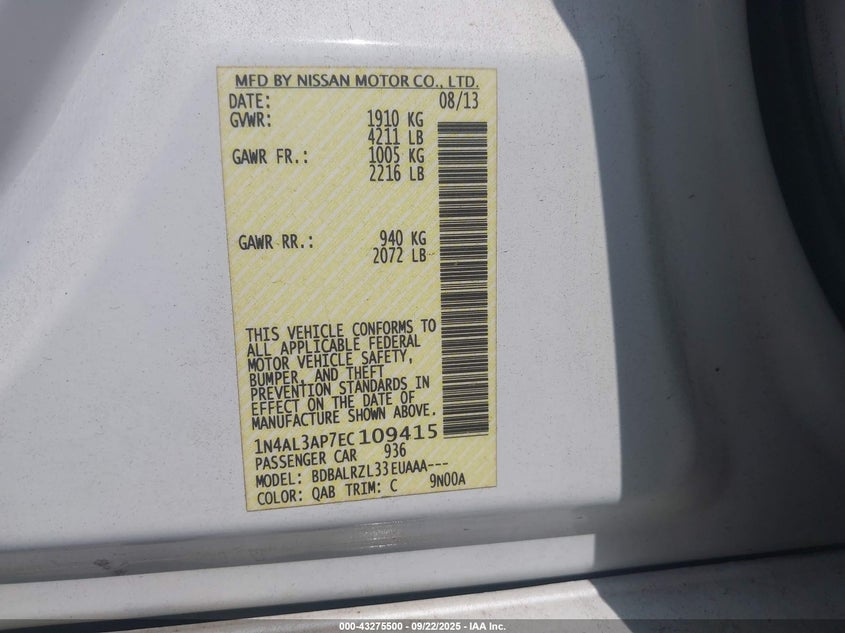 MFD BY NISSAN MOTOR CO., LTD.
DATE: 08/13
GVWR: 1910 KG
4211 LB
GAWR FR.: 1005 KG
2216 LB
GAWR RR.: 940 KG
2072 LB
THIS VEHICLE CONFORMS TO
ALL APPLICABLE FEDERAL
MOTOR VEHICLE SAFETY,
BUMPER, AND THEFT
PREVENTION STANDARDS IN
EFFECT ON THE DATE OF
MANUFACTURE SHOWN ABOVE.
1N4AL3AP7EC109415
PASSENGER CAR 936
MODEL: BDBALRZL33EUAAA---
COLOR: QAB TRIM: C 9N00A
000-43275500 - 09/22/2025 - IAA Inc.